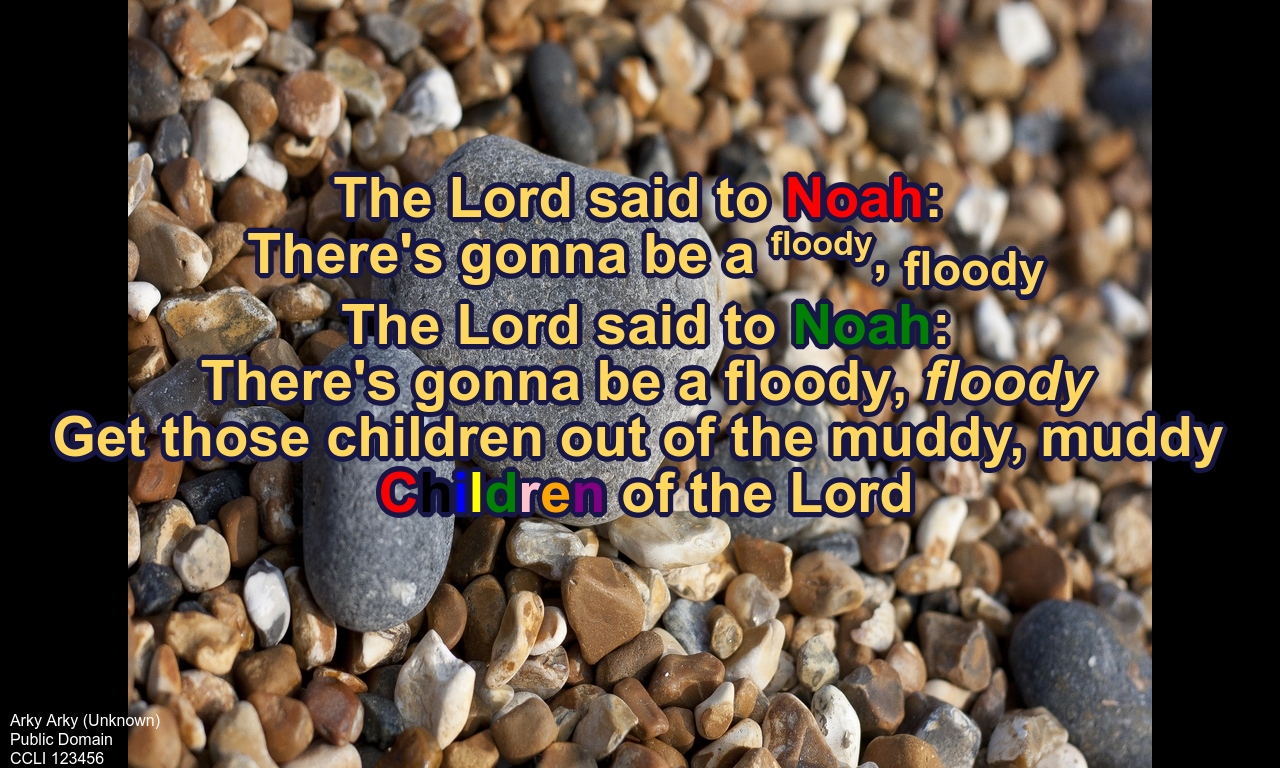 The Lord said to Noah:
There's gonna be a floody, floody
The Lord said to Noah:
There's gonna be a floody, floody
Get those children out of the muddy, muddy
Children of the Lord
Arky Arky (Unknown)
Public Domain
CCLI 123456